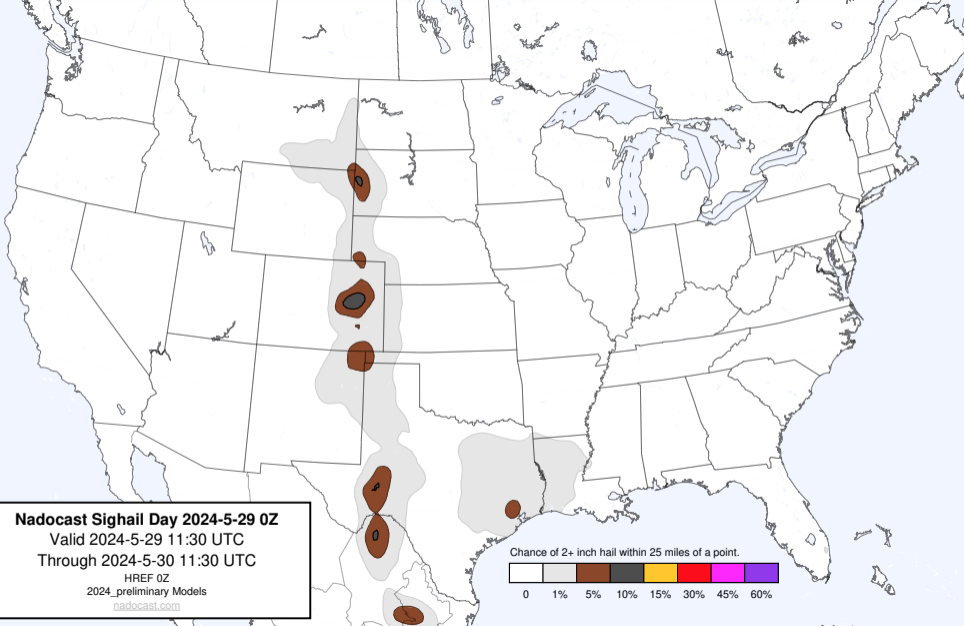 Nadocast Sighail Day 2024-5-29 0Z
Valid 2024-5-29 11:30 UTC
Through 2024-5-30 11:30 UTC
HREF 0Z
2024_preliminary Models
nadocast.com
Chance of 2+ inch hail within 25 miles of a point.
0 1% 5% 10% 15% 30% 45% 60%